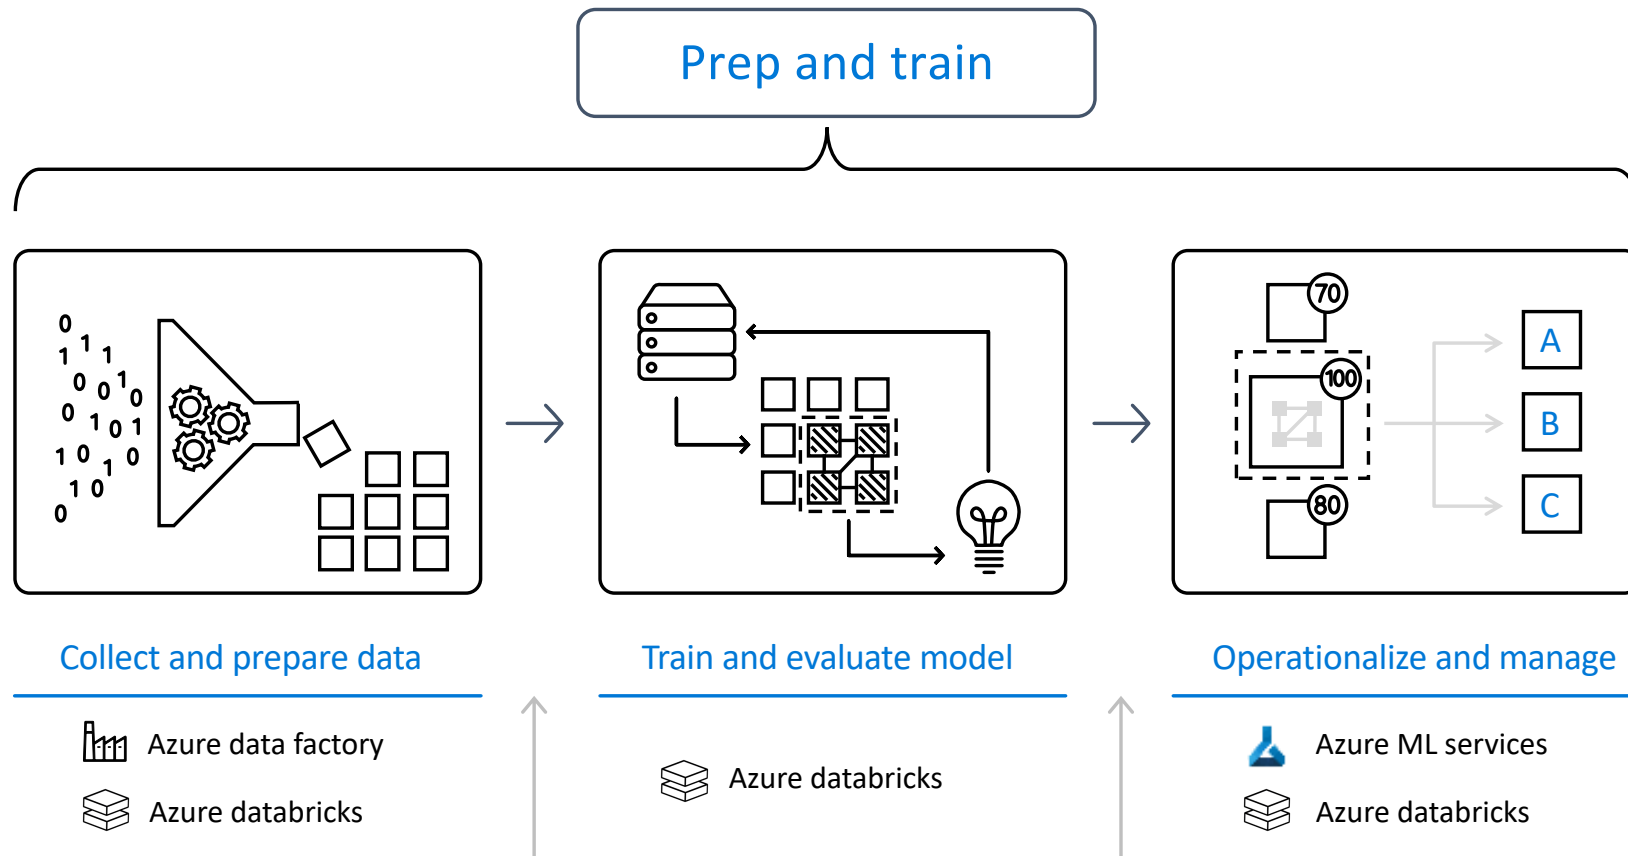 Prep and train
0
1
1 1
0 0 1 0
0 1 0 1
1 0 1 0
1 0
0
70
100
80
A
B
C
Collect and prepare data
Train and evaluate model
Operationalize and manage
Azure data factory
Azure databricks
Azure databricks
Azure ML services
Azure databricks